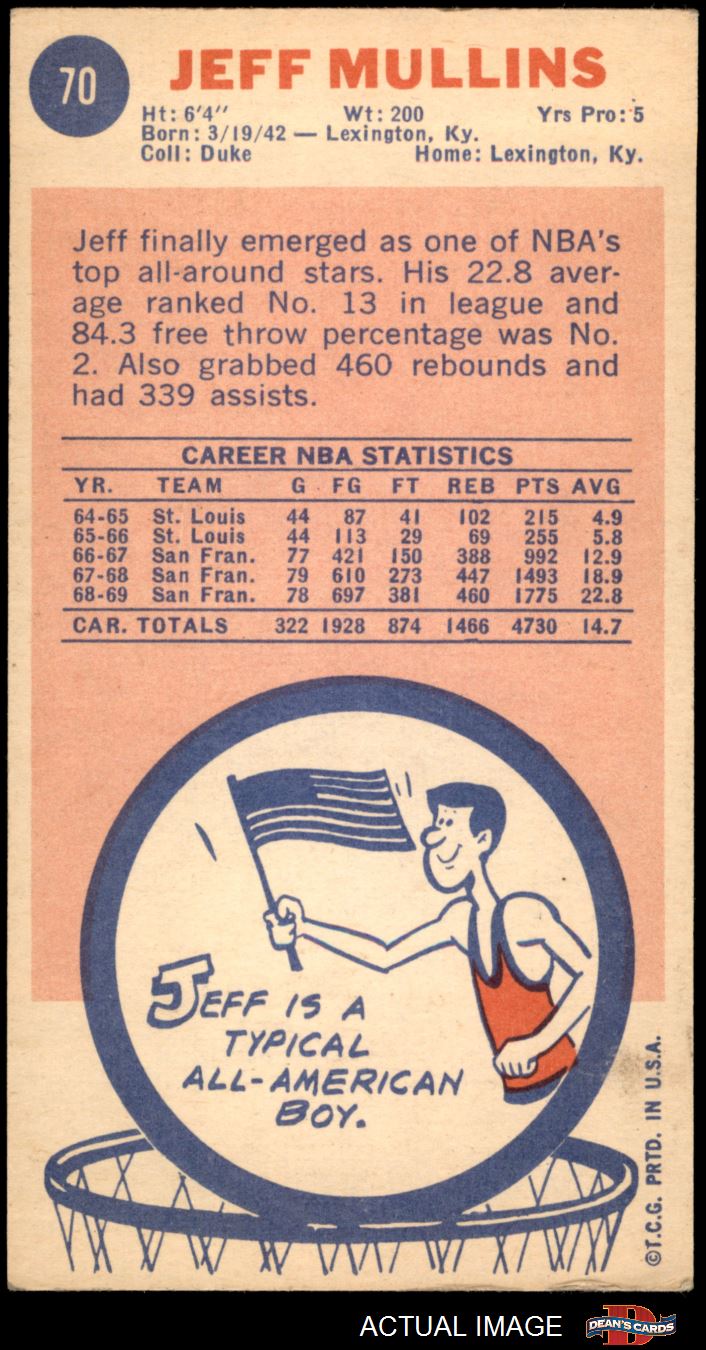 70
JEFF MULLINS
Ht: 6'4" Wt: 200 Yrs Pro: 5
Born: 3/19/42 — Lexington, Ky.
Coll: Duke Home: Lexington, Ky.
Jeff finally emerged as one of NBA's
top all-around stars. His 22.8 aver-
age ranked No. 13 in league and
84.3 free throw percentage was No.
2. Also grabbed 460 rebounds and
had 339 assists.
CAREER NBA STATISTICS
YR. TEAM G FG FT REB PTS AVG
64-65 St. Louis 44 87 41 102 215 4.9
65-66 St. Louis 44 113 29 69 255 5.8
66-67 San Fran. 77 421 150 388 992 12.9
67-68 San Fran. 79 610 273 447 1493 18.9
68-69 San Fran. 78 697 381 460 1775 22.8
CAR. TOTALS 322 1928 874 1466 4730 14.7
JEFF IS A
TYPICAL
ALL-AMERICAN
BOY.
©T.C.G. PRTD. IN U.S.A.
ACTUAL IMAGE
D
DEAN'S CARDS